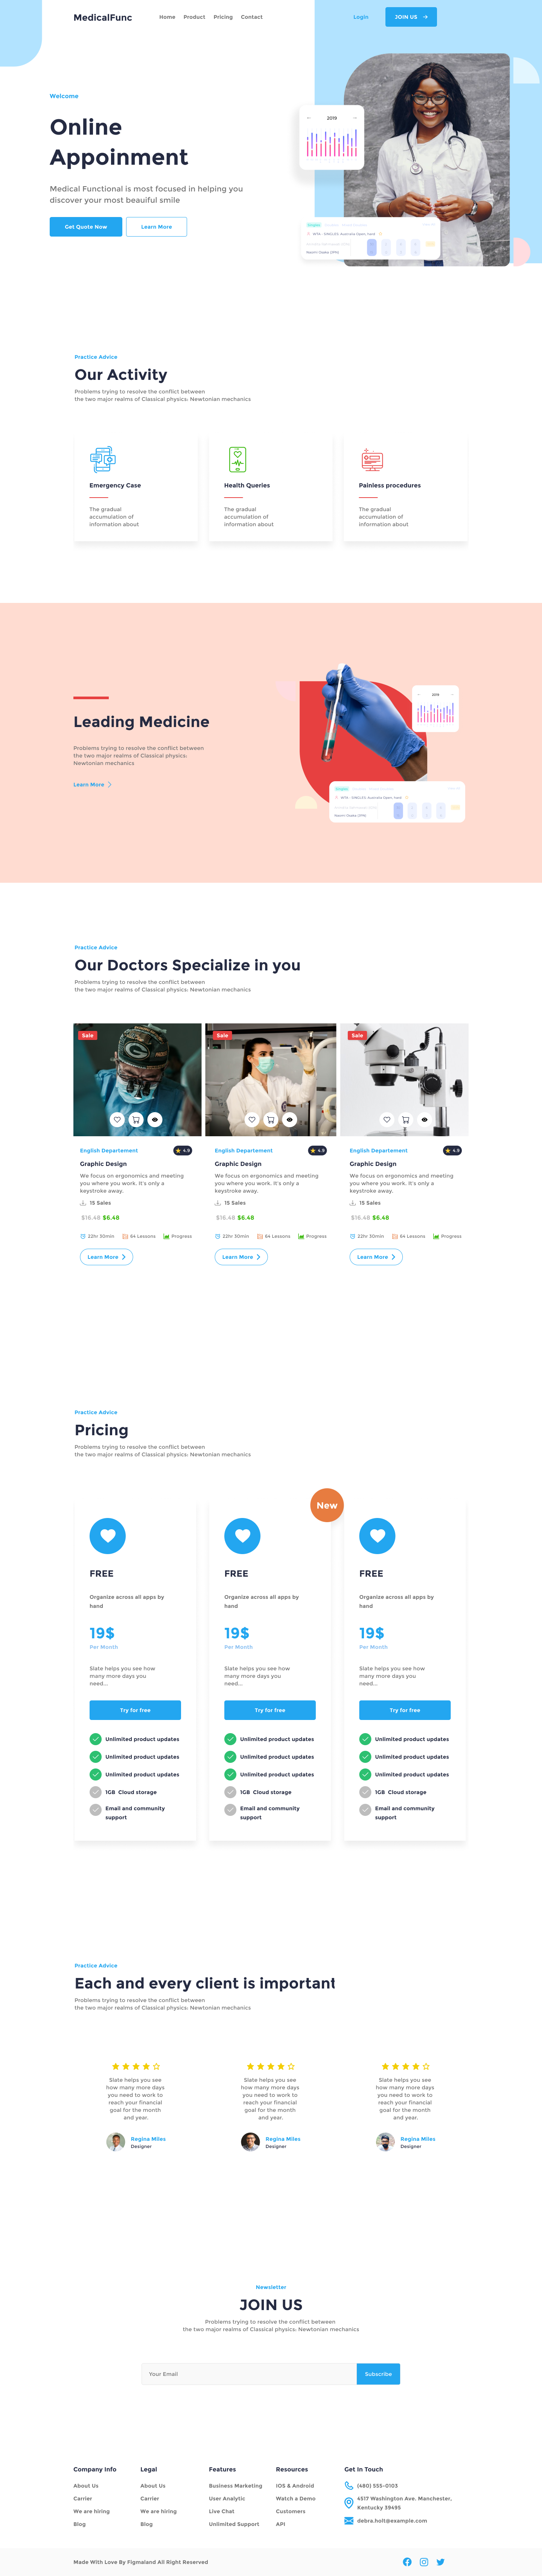 MedicalFunc
Home Product Pricing Contact
Login
JOIN US
Welcome
Online
Appoinment
Medical Functional is most focused in helping you
discover your most beauiful smile
Get Quote Now
Learn More
2019
WTA - SINGLES: Australia Open, hard
Naomi Osaka (JPN)
Practice Advice
Our Activity
Problems trying to resolve the conflict between
the two major realms of Classical physics: Newtonian mechanics
Emergency Case
The gradual
accumulation of
information about
Health Queries
The gradual
accumulation of
information about
Painless procedures
The gradual
accumulation of
information about
Leading Medicine
Problems trying to resolve the conflict between
the two major realms of Classical physics:
Newtonian mechanics
Learn More
2019
WTA - SINGLES: Australia Open, hard
Naomi Osaka (JPN)
Practice Advice
Our Doctors Specialize in you
Problems trying to resolve the conflict between
the two major realms of Classical physics: Newtonian mechanics
Sale
English Departement
4.9
Graphic Design
We focus on ergonomics and meeting
you where you work. It's only a
keystroke away.
15 Sales
$16.48 $6.48
22hr 30min
64 Lessons
Progress
Learn More
Sale
English Departement
4.9
Graphic Design
We focus on ergonomics and meeting
you where you work. It's only a
keystroke away.
15 Sales
$16.48 $6.48
22hr 30min
64 Lessons
Progress
Learn More
Sale
English Departement
4.9
Graphic Design
We focus on ergonomics and meeting
you where you work. It's only a
keystroke away.
15 Sales
$16.48 $6.48
22hr 30min
64 Lessons
Progress
Learn More
Practice Advice
Pricing
Problems trying to resolve the conflict between
the two major realms of Classical physics: Newtonian mechanics
FREE
Organize across all apps by
hand
19$
Per Month
Slate helps you see how
many more days you
need...
Try for free
Unlimited product updates
Unlimited product updates
Unlimited product updates
1GB Cloud storage
Email and community
support
New
FREE
Organize across all apps by
hand
19$
Per Month
Slate helps you see how
many more days you
need...
Try for free
Unlimited product updates
Unlimited product updates
Unlimited product updates
1GB Cloud storage
Email and community
support
FREE
Organize across all apps by
hand
19$
Per Month
Slate helps you see how
many more days you
need...
Try for free
Unlimited product updates
Unlimited product updates
Unlimited product updates
1GB Cloud storage
Email and community
support
Practice Advice
Each and every client is important
Problems trying to resolve the conflict between
the two major realms of Classical physics: Newtonian mechanics
Slate helps you see
how many more days
you need to work to
reach your financial
goal for the month
and year.
Regina Miles
Designer
Slate helps you see
how many more days
you need to work to
reach your financial
goal for the month
and year.
Regina Miles
Designer
Slate helps you see
how many more days
you need to work to
reach your financial
goal for the month
and year.
Regina Miles
Designer
Newsletter
JOIN US
Problems trying to resolve the conflict between
the two major realms of Classical physics: Newtonian mechanics
Your Email
Subscribe
Company Info
About Us
Carrier
We are hiring
Blog
Legal
About Us
Carrier
We are hiring
Blog
Features
Business Marketing
User Analytic
Live Chat
Unlimited Support
Resources
IOS & Android
Watch a Demo
Customers
API
Get In Touch
(480) 555-0103
4517 Washington Ave. Manchester,
Kentucky 39495
debra.holt@example.com
Made With Love By Figmaland All Right Reserved